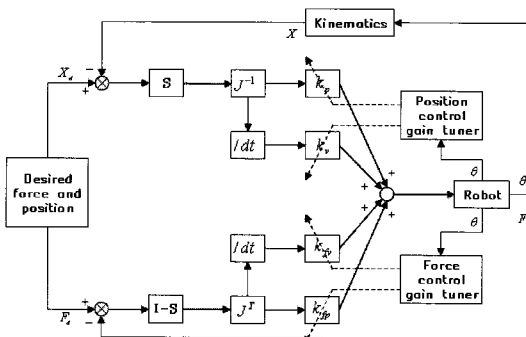 Kinematics
X
θ
F
−
+
X_d
S
J⁻¹
k_p
Position
control
gain tuner
/dt
k_v
Desired
force and
position
+
+
+
+
θ
Robot
θ
/dt
k_fv
Force
control
gain tuner
+
−
F_d
I-S
Jᵀ
k_fp